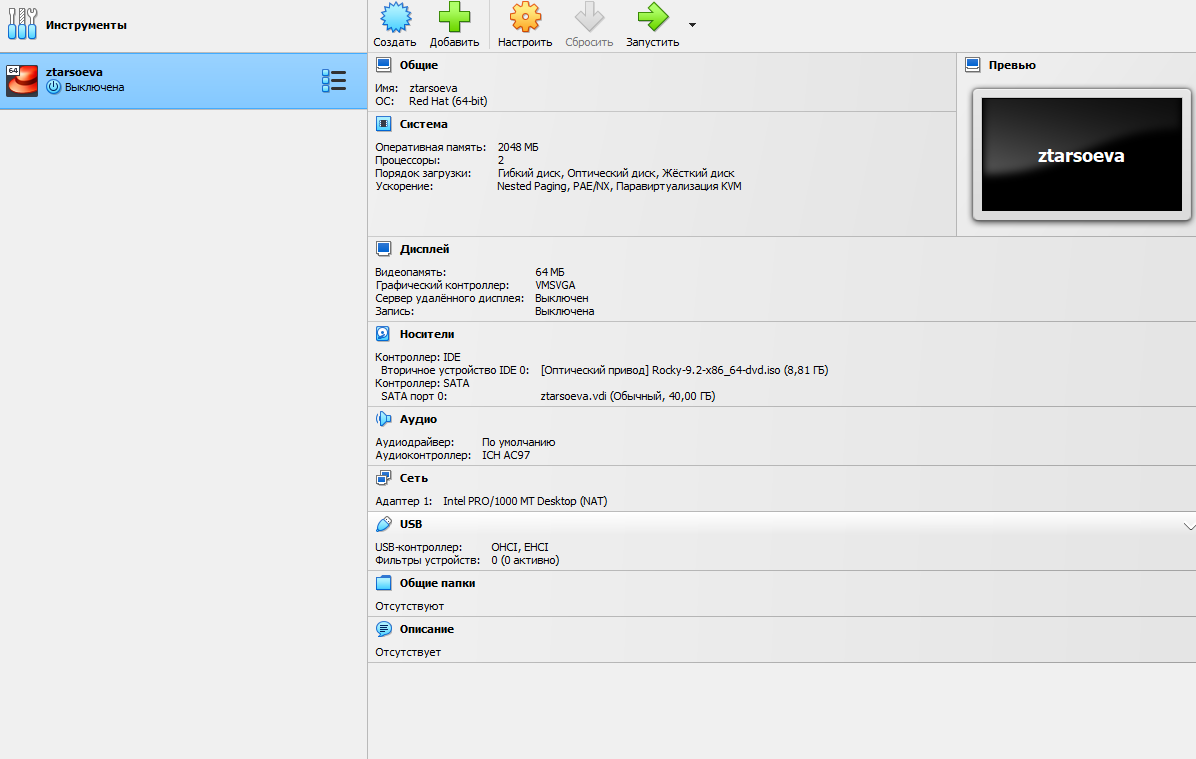 Инструменты
Создать Добавить Настроить Сбросить Запустить
64
ztarsoeva
Выключена
Общие
Имя: ztarsoeva
ОС: Red Hat (64-bit)
Превью
ztarsoeva
Система
Оперативная память: 2048 МБ
Процессоры: 2
Порядок загрузки: Гибкий диск, Оптический диск, Жёсткий диск
Ускорение: Nested Paging, PAE/NX, Паравиртуализация KVM
Дисплей
Видеопамять: 64 МБ
Графический контроллер: VMSVGA
Сервер удалённого дисплея: Выключен
Запись: Выключена
Носители
Контроллер: IDE
Вторичное устройство IDE 0: [Оптический привод] Rocky-9.2-x86_64-dvd.iso (8,81 ГБ)
Контроллер: SATA
SATA порт 0: ztarsoeva.vdi (Обычный, 40,00 ГБ)
Аудио
Аудиодрайвер: По умолчанию
Аудиоконтроллер: ICH AC97
Сеть
Адаптер 1: Intel PRO/1000 MT Desktop (NAT)
USB
USB-контроллер: OHCI, EHCI
Фильтры устройств: 0 (0 активно)
Общие папки
Отсутствуют
Описание
Отсутствует